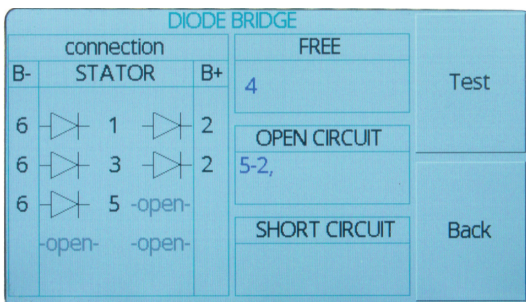 DIODE BRIDGE
connection
B- STATOR B+
6 1 2
6 3 2
6 5 -open-
-open- -open-
FREE
4
OPEN CIRCUIT
5-2,
SHORT CIRCUIT
Test
Back